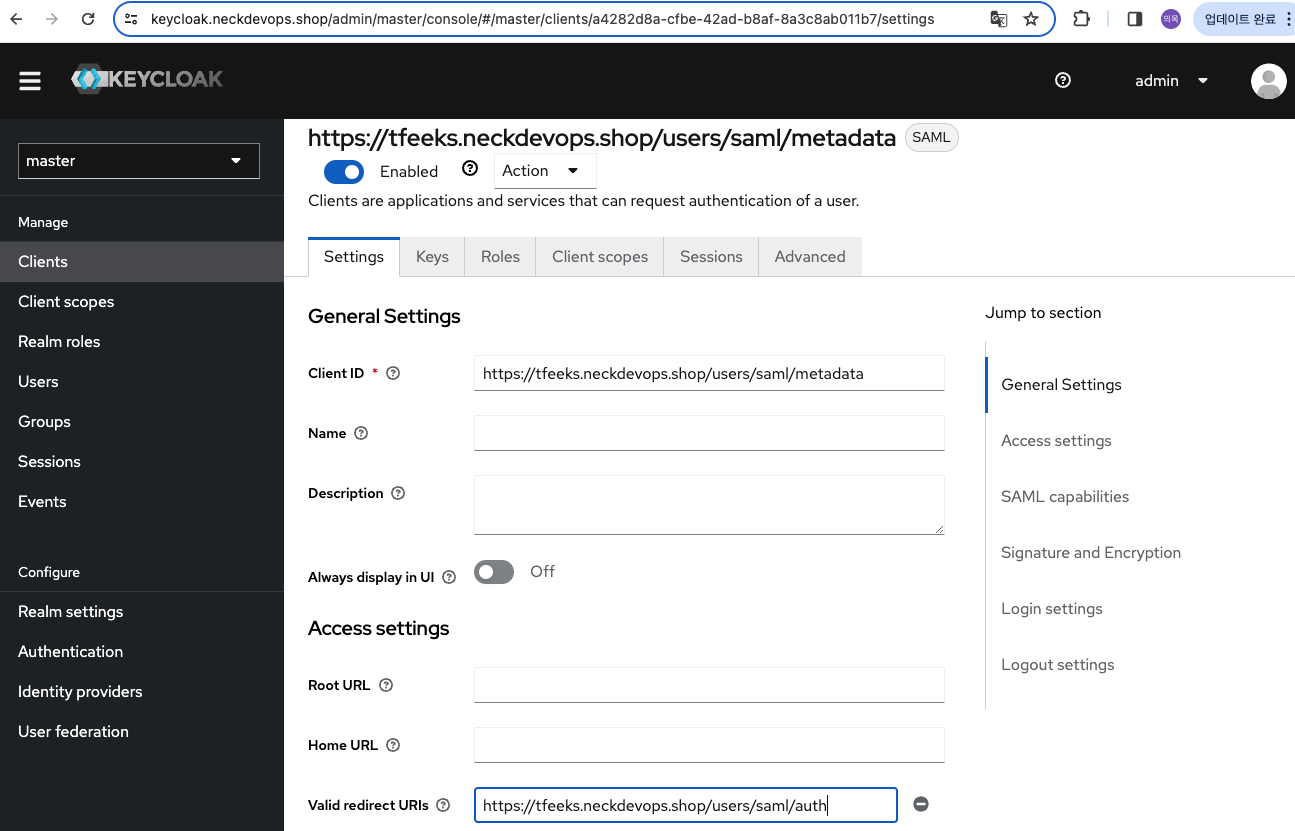 keycloak.neckdevops.shop/admin/master/console/#/master/clients/a4282d8a-cfbe-42ad-b8af-8a3c8ab011b7/settings
의목
업데이트 완료
KEYCLOAK
admin
master
Manage
Clients
Client scopes
Realm roles
Users
Groups
Sessions
Events
Configure
Realm settings
Authentication
Identity providers
User federation
https://tfeeks.neckdevops.shop/users/saml/metadata SAML
Enabled
Action
Clients are applications and services that can request authentication of a user.
Settings Keys Roles Client scopes Sessions Advanced
General Settings
Client ID *
https://tfeeks.neckdevops.shop/users/saml/metadata
Name
Description
Always display in UI
Off
Access settings
Root URL
Home URL
Valid redirect URIs
https://tfeeks.neckdevops.shop/users/saml/auth
Jump to section
General Settings
Access settings
SAML capabilities
Signature and Encryption
Login settings
Logout settings